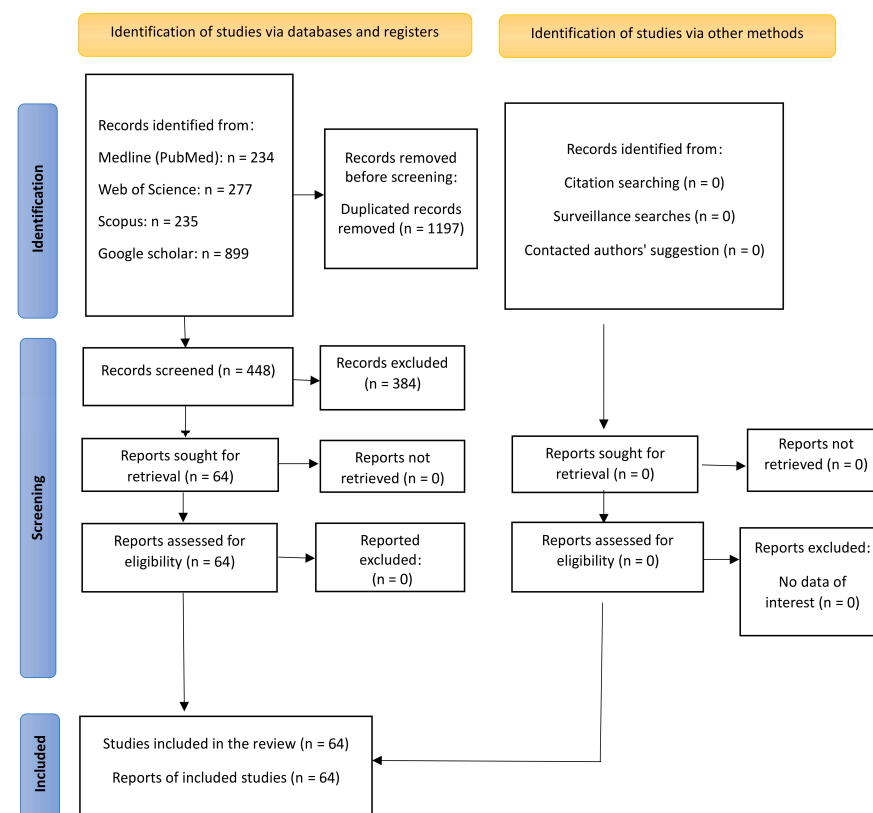 Identification of studies via databases and registers
Identification of studies via other methods
Identification
Records identified from:
Medline (PubMed): n = 234
Web of Science: n = 277
Scopus: n = 235
Google scholar: n = 899
Records removed
before screening:
Duplicated records
removed (n = 1197)
Records identified from:
Citation searching (n = 0)
Surveillance searches (n = 0)
Contacted authors' suggestion (n = 0)
Screening
Records screened (n = 448)
Records excluded
(n = 384)
Reports sought for
retrieval (n = 64)
Reports not
retrieved (n = 0)
Reports sought for
retrieval (n = 0)
Reports not
retrieved (n = 0)
Reports assessed for
eligibility (n = 64)
Reported
excluded:
(n = 0)
Reports assessed for
eligibility (n = 0)
Reports excluded:
No data of
interest (n = 0)
Included
Studies included in the review (n = 64)
Reports of included studies (n = 64)